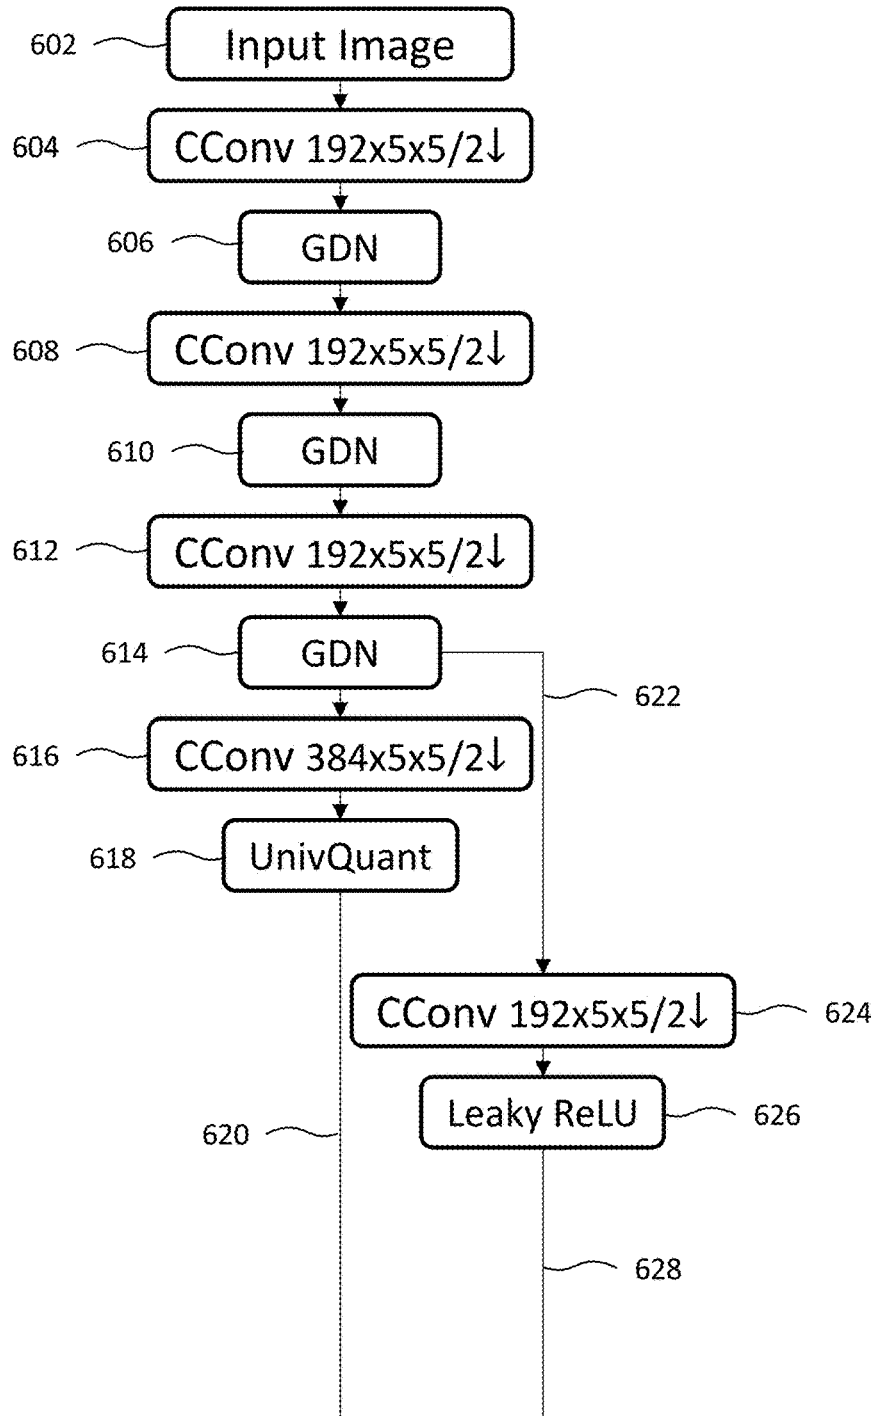 602 Input Image
604 CConv 192x5x5/2↓
606 GDN
608 CConv 192x5x5/2↓
610 GDN
612 CConv 192x5x5/2↓
614 GDN
622
616 CConv 384x5x5/2↓
618 UnivQuant
CConv 192x5x5/2↓ 624
Leaky ReLU 626
620
628